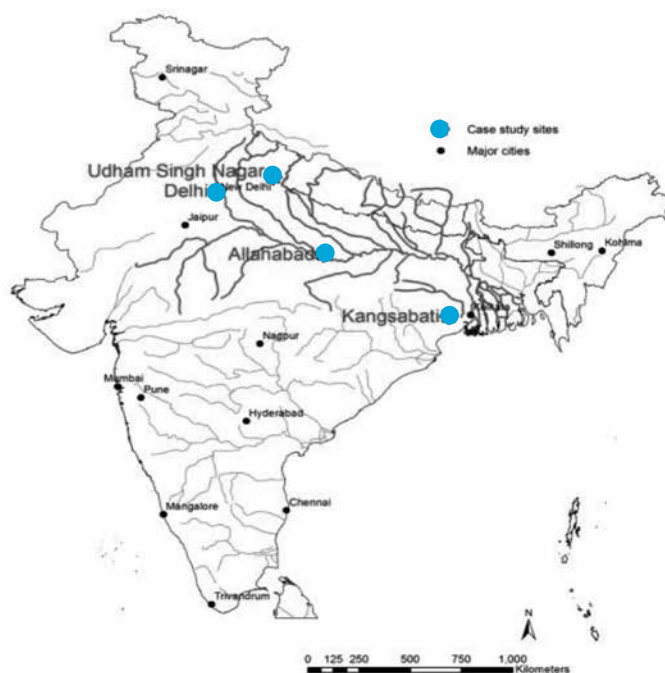 Srinagar
Case study sites
Major cities
Udham Singh Nagar
Delhi
New Delhi
Jaipur
Allahabad
Shillong
Kohima
Kangsabati
Nagpur
Mumbai
Pune
Hyderabad
Mangalore
Chennai
Trivandrum
N
0 125 250 500 750 1,000
Kilometers